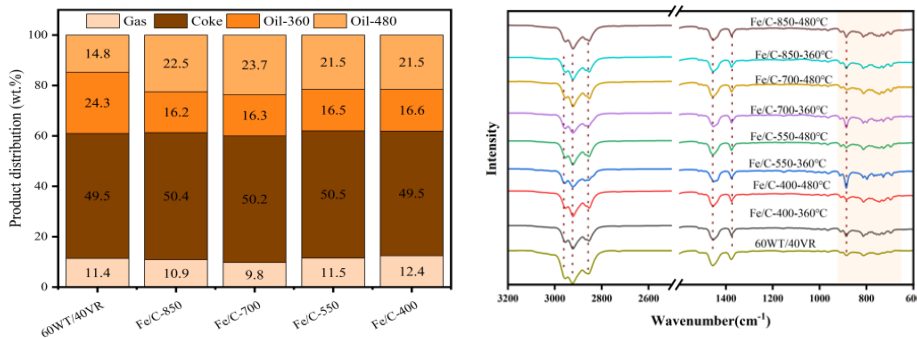 Gas Coke Oil-360 Oil-480
Product distribution (wt.%)
100
80
60
40
20
0
14.8
24.3
49.5
11.4
22.5
16.2
50.4
10.9
23.7
16.3
50.2
9.8
21.5
16.5
50.5
11.5
21.5
16.6
49.5
12.4
60WT/40VR
Fe/C-850
Fe/C-700
Fe/C-550
Fe/C-400
Intensity
Fe/C-850-480℃
Fe/C-850-360℃
Fe/C-700-480℃
Fe/C-700-360℃
Fe/C-550-480℃
Fe/C-550-360℃
Fe/C-400-480℃
Fe/C-400-360℃
60WT/40VR
3200 3000 2800 2600 1400 1200 1000 800 60
Wavenumber(cm⁻¹)